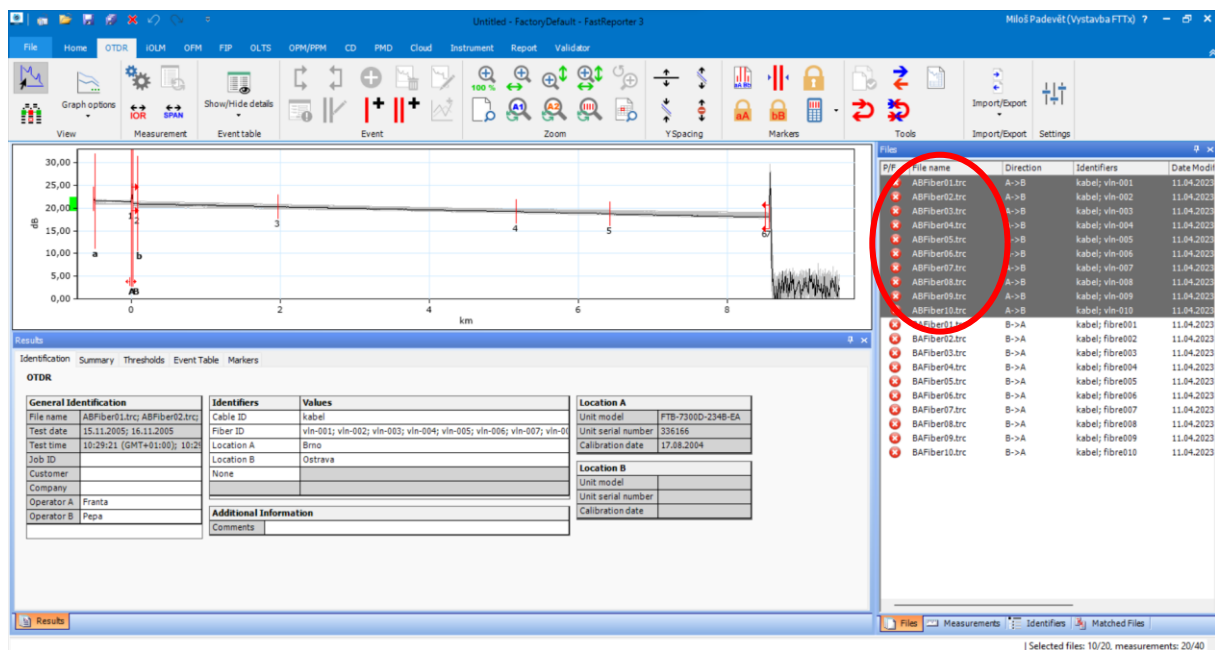 Untitled - FactoryDefault - FastReporter 3
Miloš Padevět (Vystavba FTTx) ?
File Home OTDR iOLM OFM FIP OLTS OPM/PPM CD PMD Cloud Instrument Report Validator
Graph options
IOR SPAN
Show/Hide details
100 %
A1 A2
aA bB
Import/Export
View Measurement Event table Event Zoom Y Spacing Markers Tools Import/Export Settings
30,00
25,00
20,00
15,00
10,00
5,00
0,00
dB
1 2 3 4 5
a b
AB
0 2 4 6 8
km
Files
P/F File name Direction Identifiers Date Modif
ABFiber01.trc A->B kabel; vln-001 11.04.2023
ABFiber02.trc A->B kabel; vln-002 11.04.2023
ABFiber03.trc A->B kabel; vln-003 11.04.2023
ABFiber04.trc A->B kabel; vln-004 11.04.2023
ABFiber05.trc A->B kabel; vln-005 11.04.2023
ABFiber06.trc A->B kabel; vln-006 11.04.2023
ABFiber07.trc A->B kabel; vln-007 11.04.2023
ABFiber08.trc A->B kabel; vln-008 11.04.2023
ABFiber09.trc A->B kabel; vln-009 11.04.2023
ABFiber10.trc A->B kabel; vln-010 11.04.2023
BAFiber01.trc B->A kabel; fibre001 11.04.2023
BAFiber02.trc B->A kabel; fibre002 11.04.2023
BAFiber03.trc B->A kabel; fibre003 11.04.2023
BAFiber04.trc B->A kabel; fibre004 11.04.2023
BAFiber05.trc B->A kabel; fibre005 11.04.2023
BAFiber06.trc B->A kabel; fibre006 11.04.2023
BAFiber07.trc B->A kabel; fibre007 11.04.2023
BAFiber08.trc B->A kabel; fibre008 11.04.2023
BAFiber09.trc B->A kabel; fibre009 11.04.2023
BAFiber10.trc B->A kabel; fibre010 11.04.2023
Results
Identification Summary Thresholds Event Table Markers
OTDR
General Identification
File name ABFiber01.trc; ABFiber02.trc;
Test date 15.11.2005; 16.11.2005
Test time 10:29:21 (GMT+01:00); 10:29
Job ID
Customer
Company
Operator A Franta
Operator B Pepa
Identifiers Values
Cable ID kabel
Fiber ID vln-001; vln-002; vln-003; vln-004; vln-005; vln-006; vln-007; vln-00
Location A Brno
Location B Ostrava
None
Additional Information
Comments
Location A
Unit model FTB-7300D-234B-EA
Unit serial number 336166
Calibration date 17.08.2004
Location B
Unit model
Unit serial number
Calibration date
Results
Files Measurements Identifiers Matched Files
Selected files: 10/20, measurements: 20/40